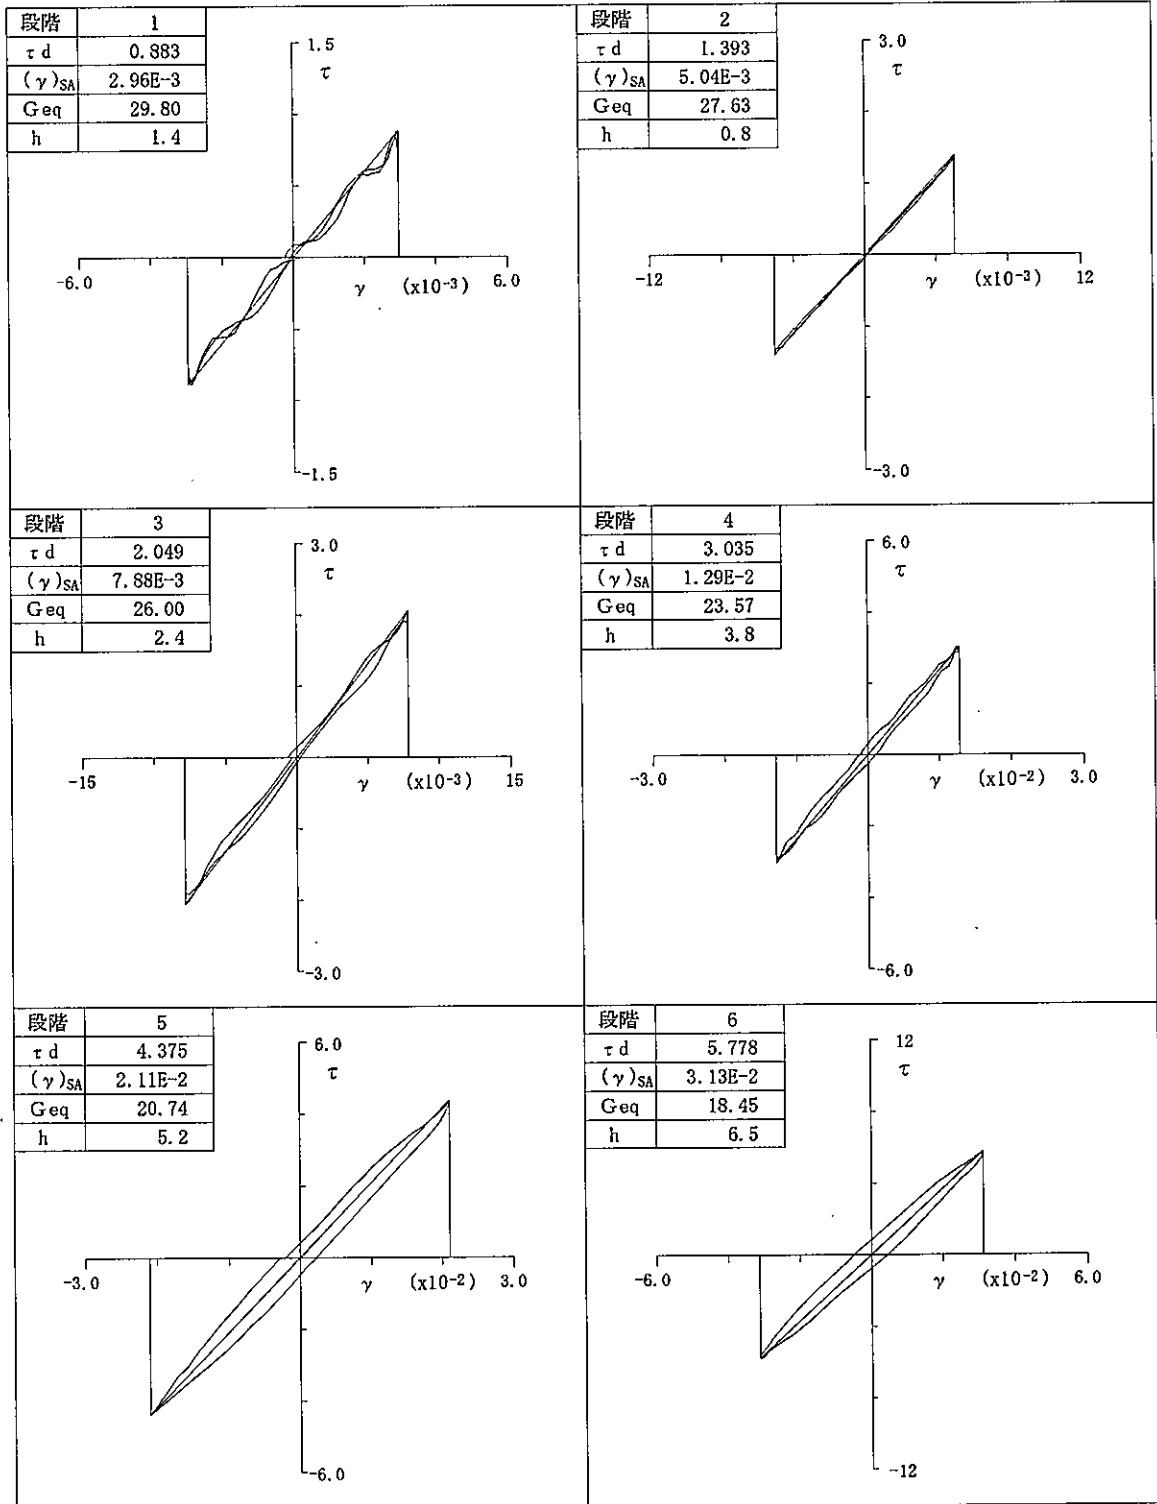 段階 1
τd 0.883
(γ)SA 2.96E-3
Geq 29.80
h 1.4
1.5
τ
-6.0
γ (x10-3) 6.0
-1.5
段階 2
τd 1.393
(γ)SA 5.04E-3
Geq 27.63
h 0.8
3.0
τ
-12
γ (x10-3) 12
-3.0
段階 3
τd 2.049
(γ)SA 7.88E-3
Geq 26.00
h 2.4
3.0
τ
-15
γ (x10-3) 15
-3.0
段階 4
τd 3.035
(γ)SA 1.29E-2
Geq 23.57
h 3.8
6.0
τ
-3.0
γ (x10-2) 3.0
-6.0
段階 5
τd 4.375
(γ)SA 2.11E-2
Geq 20.74
h 5.2
6.0
τ
-3.0
γ (x10-2) 3.0
-6.0
段階 6
τd 5.778
(γ)SA 3.13E-2
Geq 18.45
h 6.5
12
τ
-6.0
γ (x10-2) 6.0
-12